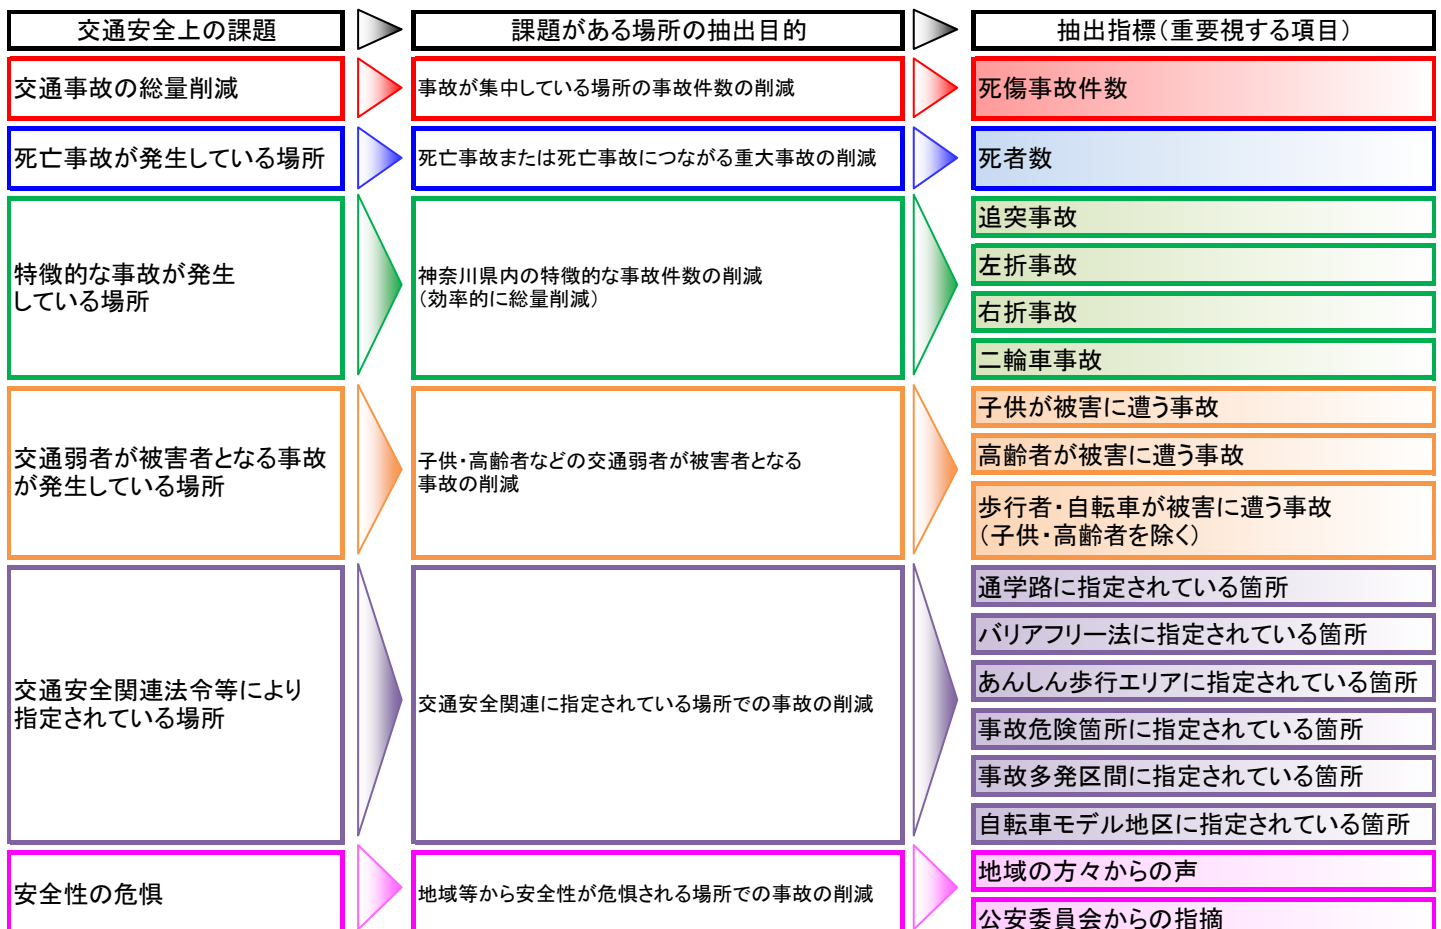 交通安全上の課題
課題がある場所の抽出目的
抽出指標（重要視する項目）
交通事故の総量削減
事故が集中している場所の事故件数の削減
死傷事故件数
死亡事故が発生している場所
死亡事故または死亡事故につながる重大事故の削減
死者数
特徴的な事故が発生
している場所
神奈川県内の特徴的な事故件数の削減
（効率的に総量削減）
追突事故
左折事故
右折事故
二輪車事故
交通弱者が被害者となる事故
が発生している場所
子供・高齢者などの交通弱者が被害者となる
事故の削減
子供が被害に遭う事故
高齢者が被害に遭う事故
歩行者・自転車が被害に遭う事故
（子供・高齢者を除く）
交通安全関連法令等により
指定されている場所
交通安全関連に指定されている場所での事故の削減
通学路に指定されている箇所
バリアフリー法に指定されている箇所
あんしん歩行エリアに指定されている箇所
事故危険箇所に指定されている箇所
事故多発区間に指定されている箇所
自転車モデル地区に指定されている箇所
安全性の危惧
地域等から安全性が危惧される場所での事故の削減
地域の方々からの声
公安委員会からの指摘